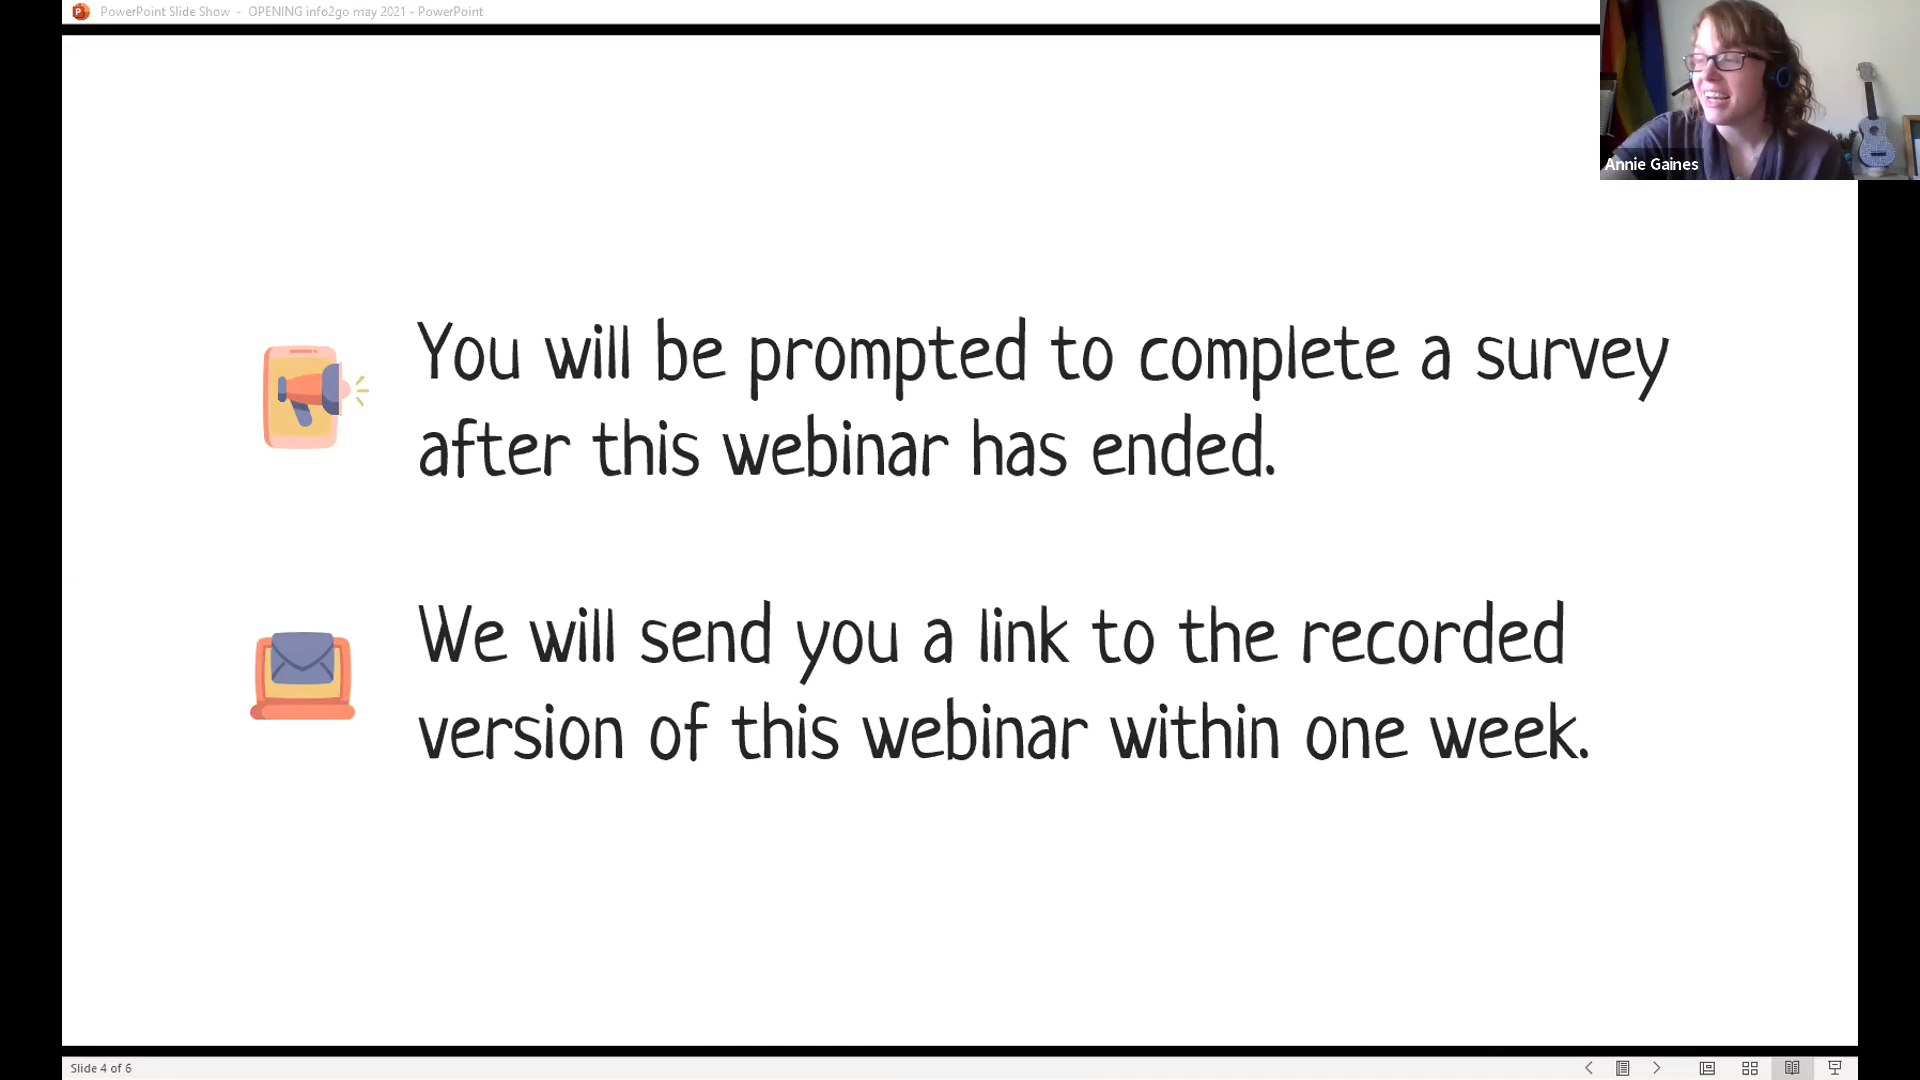 PowerPoint Slide Show - OPENING info2go may 2021 - PowerPoint
Annie Gaines
You will be prompted to complete a survey
after this webinar has ended.
We will send you a link to the recorded
version of this webinar within one week.
Slide 4 of 6